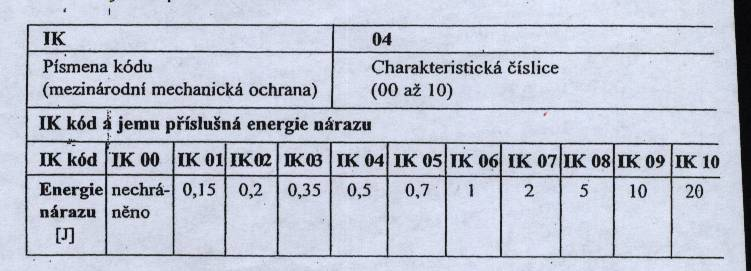 IK 04
Písmena kódu Charakteristická číslice
(mezinárodní mechanická ochrana) (00 až 10)
IK kód a jemu příslušná energie nárazu
IK kód IK 00 IK 01 IK02 IK03 IK 04 IK 05 IK 06 IK 07 IK 08 IK 09 IK 10
Energie nechrá- 0,15 0,2 0,35 0,5 0,7 1 2 5 10 20
nárazu něno
[J]